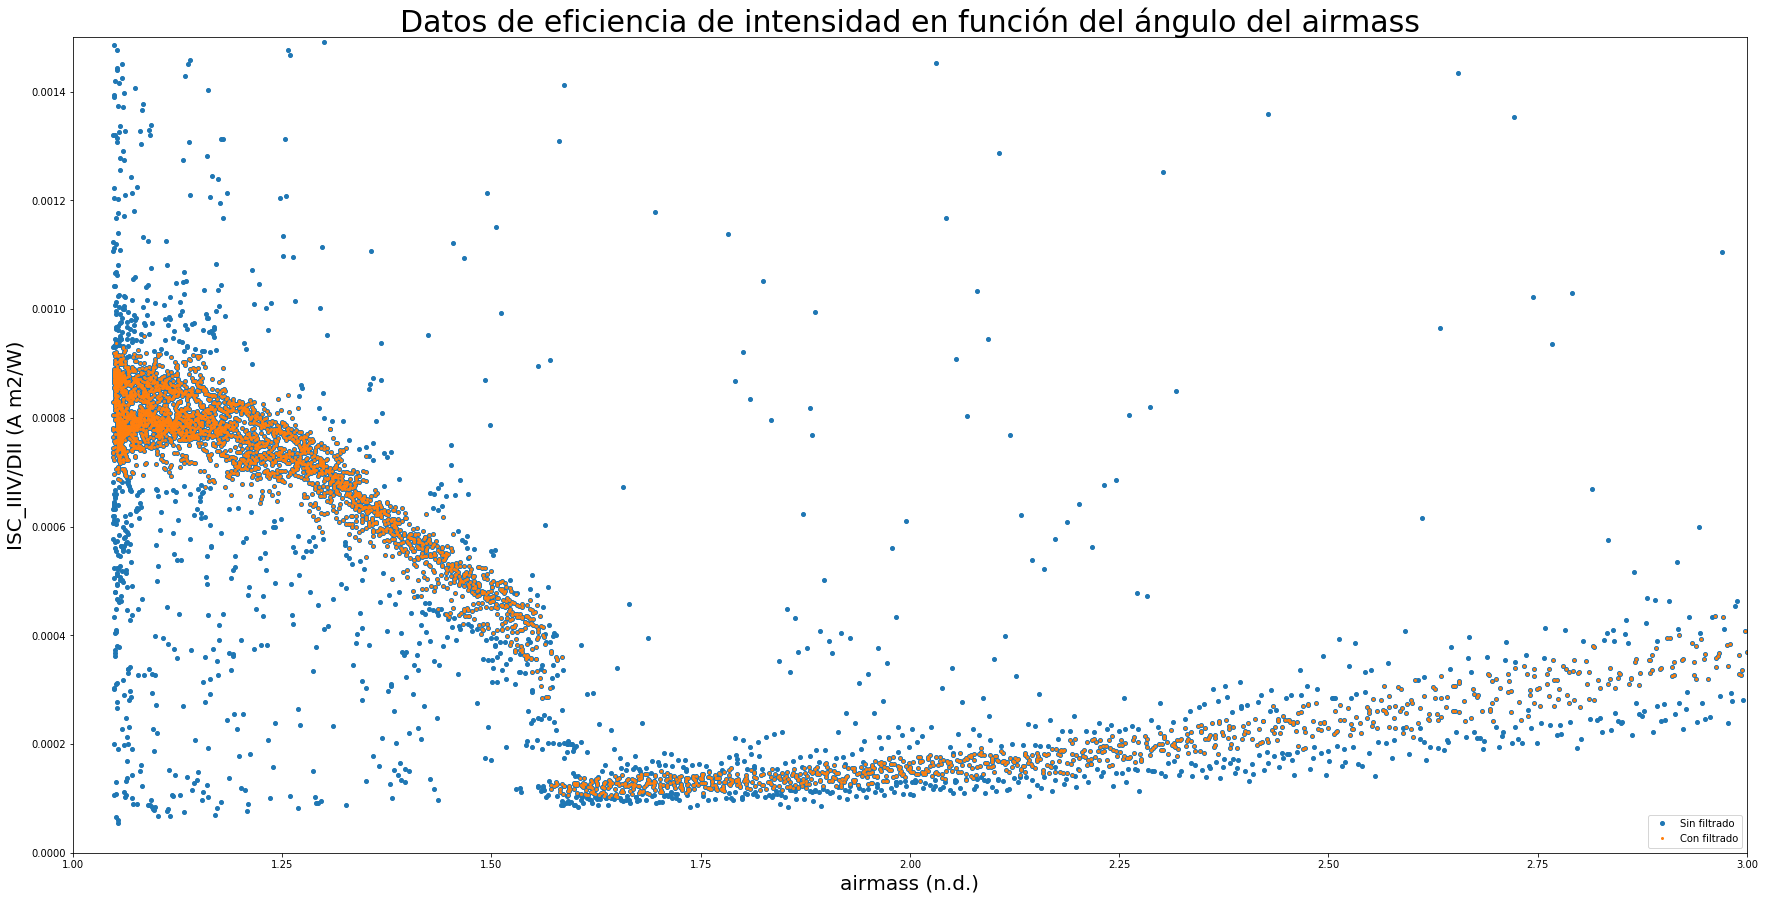 Datos de eficiencia de intensidad en función del ángulo del airmass
ISC_IIIV/DII (A m2/W)
0.0014
0.0012
0.0010
0.0008
0.0006
0.0004
0.0002
0.0000
1.00 1.25 1.50 1.75 2.00 2.25 2.50 2.75 3.00
airmass (n.d.)
Sin filtrado
Con filtrado